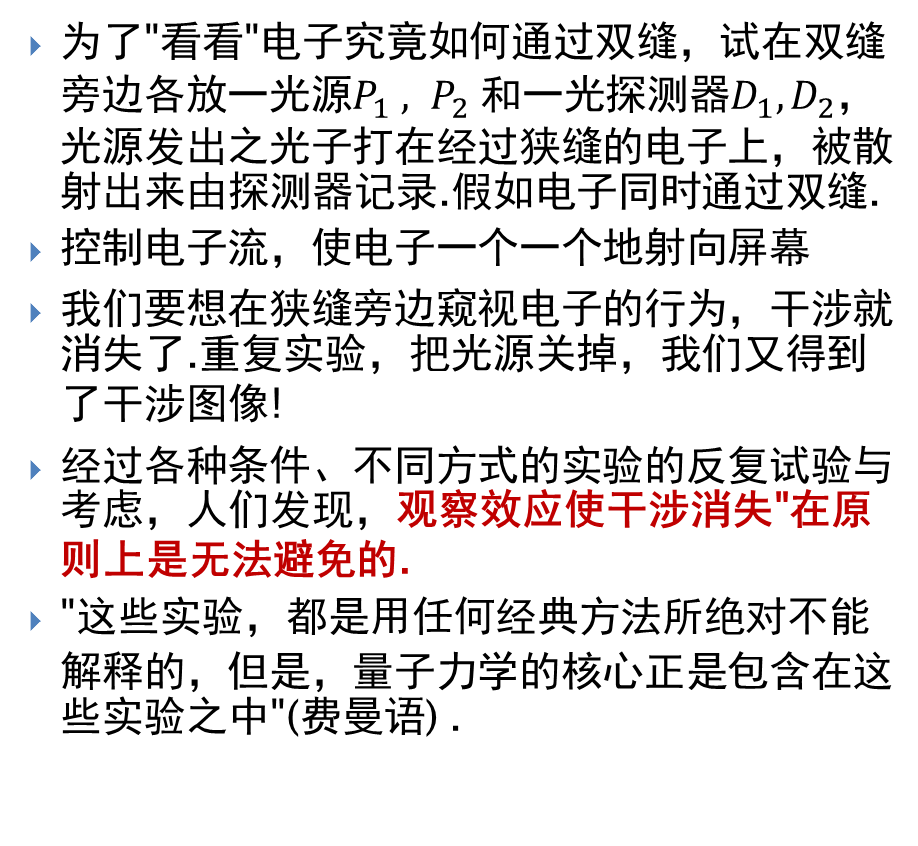 为了"看看"电子究竟如何通过双缝，试在双缝
旁边各放一光源P₁ , P₂ 和一光探测器D₁,D₂，
光源发出之光子打在经过狭缝的电子上，被散
射出来由探测器记录.假如电子同时通过双缝.
控制电子流，使电子一个一个地射向屏幕
我们要想在狭缝旁边窥视电子的行为，干涉就
消失了.重复实验，把光源关掉，我们又得到
了干涉图像!
经过各种条件、不同方式的实验的反复试验与
考虑，人们发现，观察效应使干涉消失"在原
则上是无法避免的.
"这些实验，都是用任何经典方法所绝对不能
解释的，但是，量子力学的核心正是包含在这
些实验之中"(费曼语) .